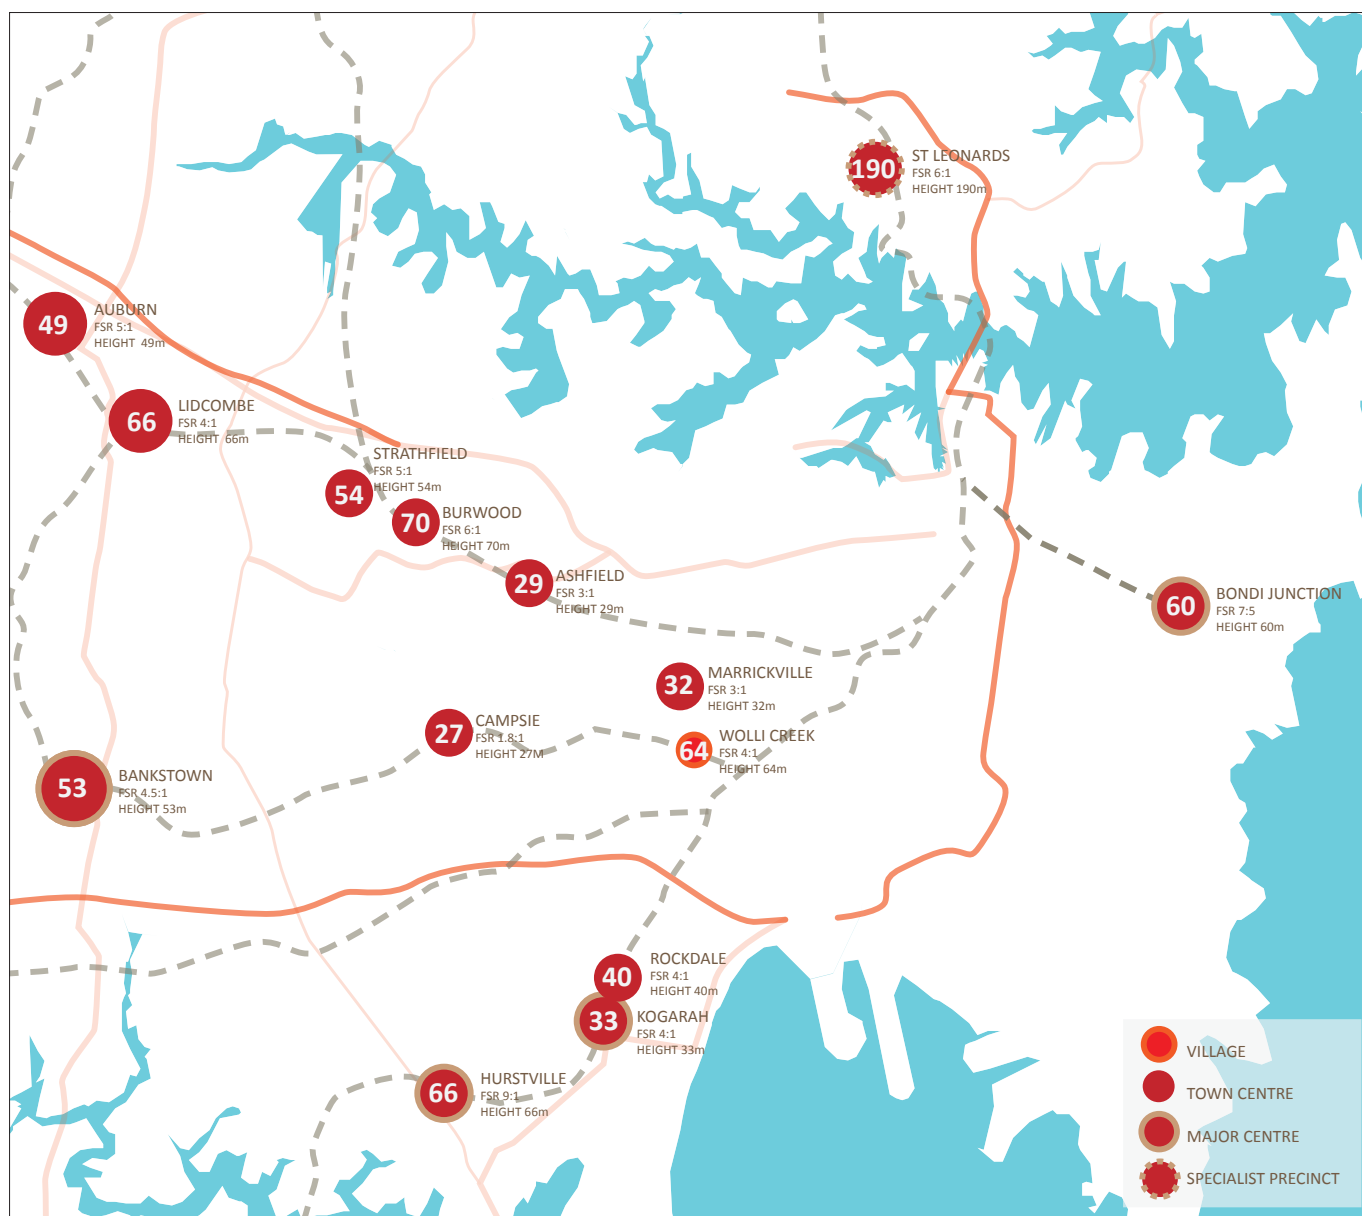 190
ST LEONARDS
FSR 6:1
HEIGHT 190m
49
AUBURN
FSR 5:1
HEIGHT 49m
66
LIDCOMBE
FSR 4:1
HEIGHT 66m
54
STRATHFIELD
FSR 5:1
HEIGHT 54m
70
BURWOOD
FSR 6:1
HEIGHT 70m
29
ASHFIELD
FSR 3:1
HEIGHT 29m
60
BONDI JUNCTION
FSR 7:5
HEIGHT 60m
32
MARRICKVILLE
FSR 3:1
HEIGHT 32m
27
CAMPSIE
FSR 1.8:1
HEIGHT 27M
64
WOLLI CREEK
FSR 4:1
HEIGHT 64m
53
BANKSTOWN
FSR 4.5:1
HEIGHT 53m
40
ROCKDALE
FSR 4:1
HEIGHT 40m
33
KOGARAH
FSR 4:1
HEIGHT 33m
66
HURSTVILLE
FSR 9:1
HEIGHT 66m
VILLAGE
TOWN CENTRE
MAJOR CENTRE
SPECIALIST PRECINCT